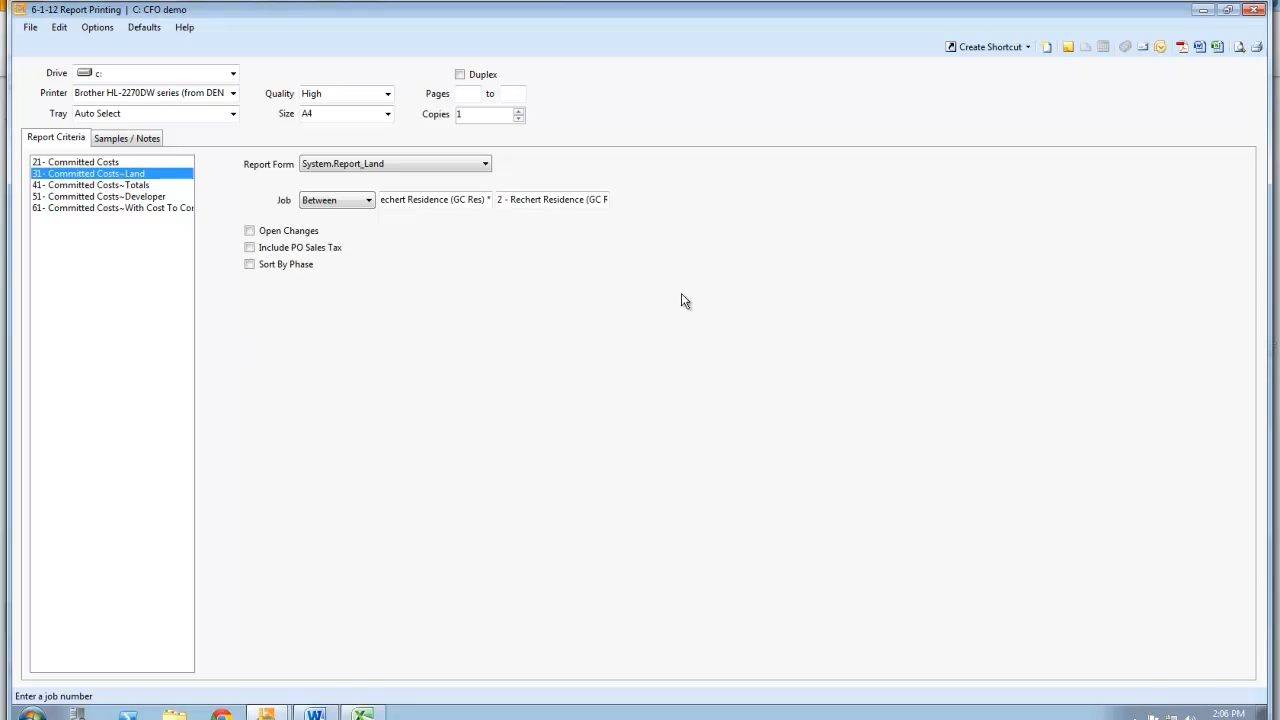 6-1-12 Report Printing | C: CFO demo
File Edit Options Defaults Help
Create Shortcut
Drive c: Duplex
Printer Brother HL-2270DW series (from DEN Quality High Pages to
Tray Auto Select Size A4 Copies 1
Report Criteria Samples / Notes
21- Committed Costs
31- Committed Costs~Land
41- Committed Costs~Totals
51- Committed Costs~Developer
61- Committed Costs~With Cost To Cor
Report Form System.Report_Land
Job Between echert Residence (GC Res) * 2 - Rechert Residence (GC F
Open Changes
Include PO Sales Tax
Sort By Phase
Enter a job number
2:06 PM